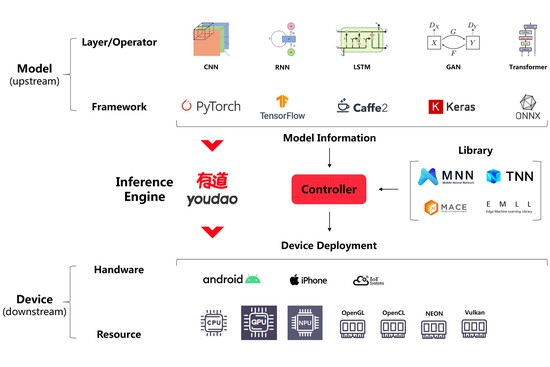 Layer/Operator
Model
(upstream)
CNN
RNN
LSTM
D_X
G
D_Y
X
Y
F
GAN
Transformer
Framework
PyTorch
TensorFlow
Caffe2
K Keras
ONNX
Model Information
Inference
Engine
有道
youdao
Controller
Library
MNN
Mobile Neural Network
TNN
MACE
E M L L
Edge Machine Learning Library
Device Deployment
Hardware
android
iPhone
IoT
Systems
Device
(downstream)
Resource
CPU
GPU
NPU
OpenGL
OpenCL
NEON
Vulkan